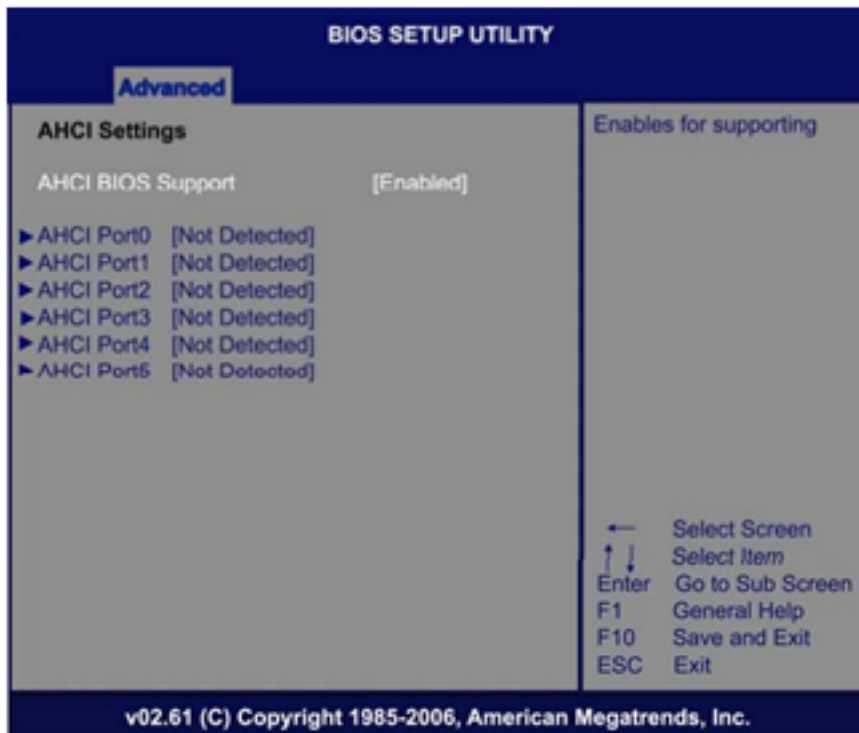 BIOS SETUP UTILITY
Advanced
AHCI Settings
AHCI BIOS Support [Enabled]
▶ AHCI Port0 [Not Detected]
▶ AHCI Port1 [Not Detected]
▶ AHCI Port2 [Not Detected]
▶ AHCI Port3 [Not Detected]
▶ AHCI Port4 [Not Detected]
▶ AHCI Port5 [Not Detected]
Enables for supporting
← Select Screen
↑ ↓ Select Item
Enter Go to Sub Screen
F1 General Help
F10 Save and Exit
ESC Exit
v02.61 (C) Copyright 1985-2006, American Megatrends, Inc.